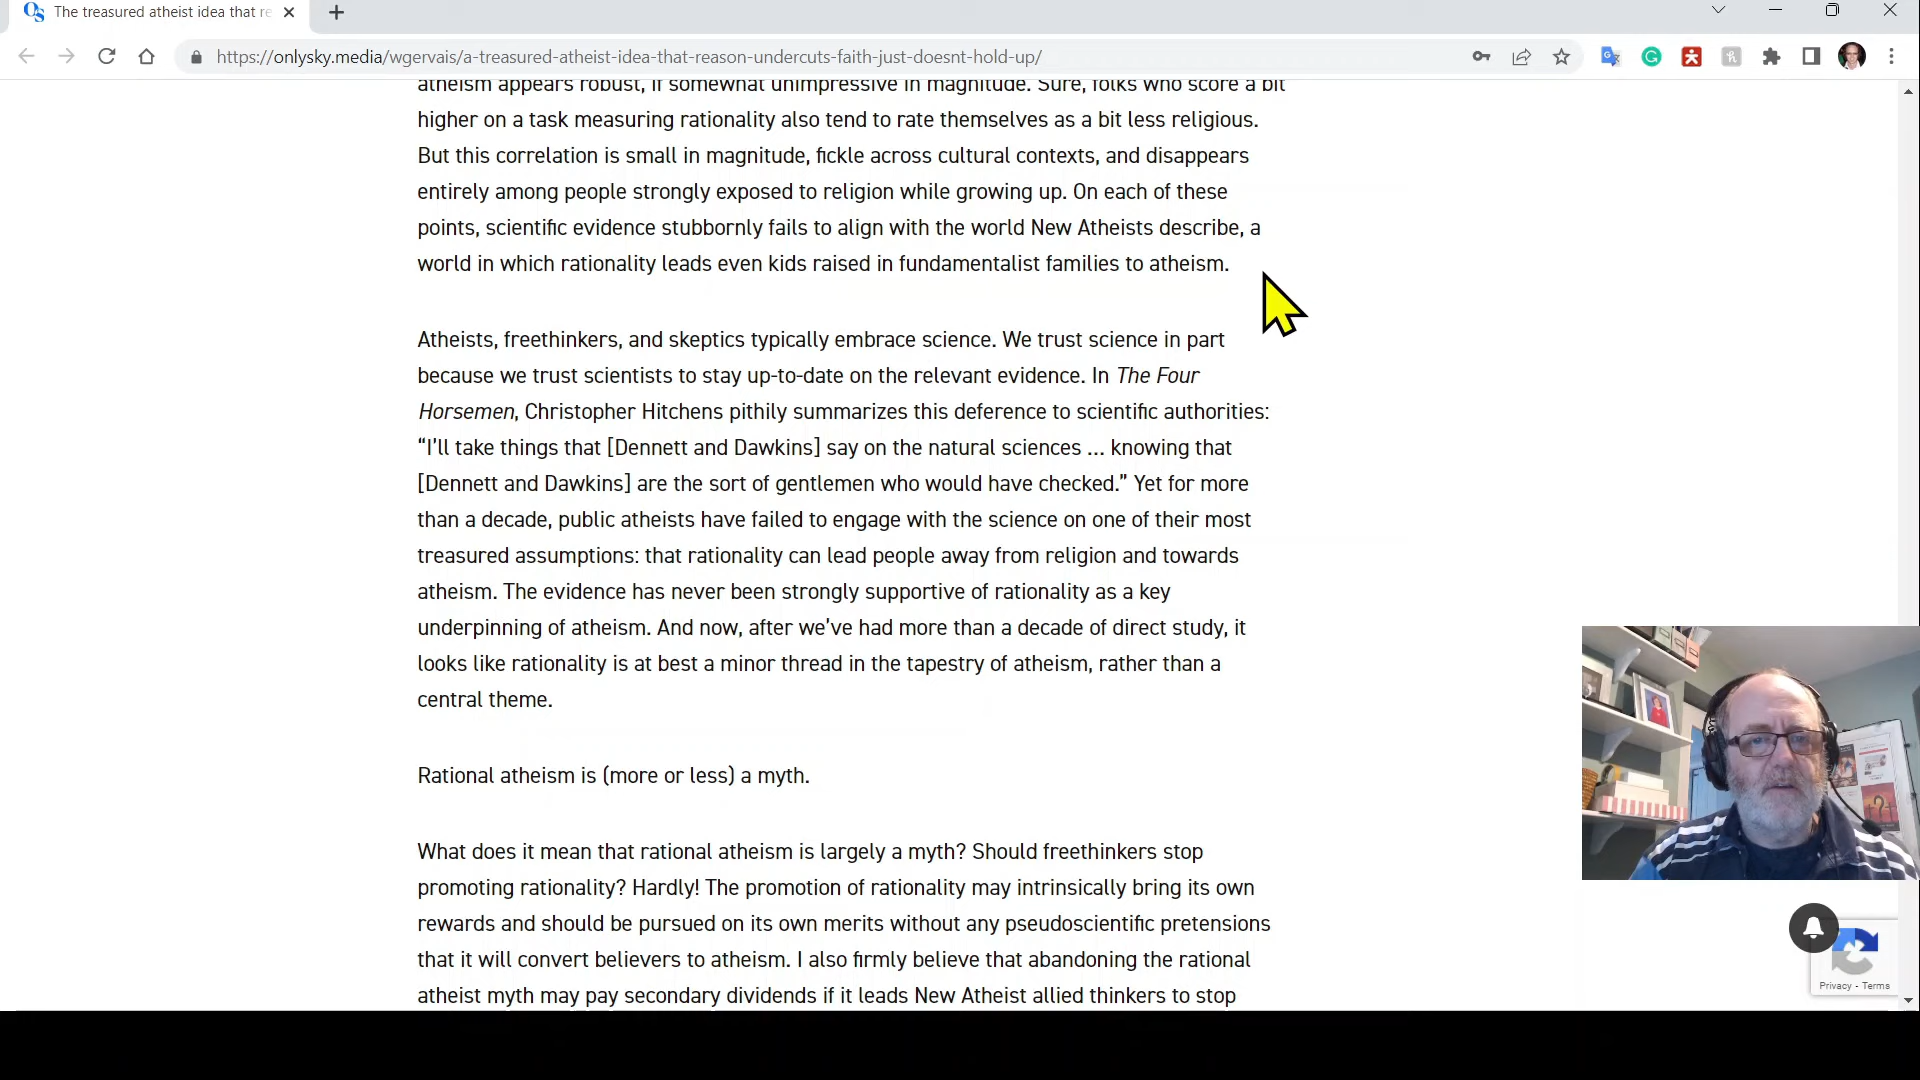 The treasured atheist idea that re
https://onlysky.media/wgervais/a-treasured-atheist-idea-that-reason-undercuts-faith-just-doesnt-hold-up/
atheism appears robust, if somewhat unimpressive in magnitude. Sure, folks who score a bit
higher on a task measuring rationality also tend to rate themselves as a bit less religious.
But this correlation is small in magnitude, fickle across cultural contexts, and disappears
entirely among people strongly exposed to religion while growing up. On each of these
points, scientific evidence stubbornly fails to align with the world New Atheists describe, a
world in which rationality leads even kids raised in fundamentalist families to atheism.
Atheists, freethinkers, and skeptics typically embrace science. We trust science in part
because we trust scientists to stay up-to-date on the relevant evidence. In The Four
Horsemen, Christopher Hitchens pithily summarizes this deference to scientific authorities:
“I’ll take things that [Dennett and Dawkins] say on the natural sciences … knowing that
[Dennett and Dawkins] are the sort of gentlemen who would have checked.” Yet for more
than a decade, public atheists have failed to engage with the science on one of their most
treasured assumptions: that rationality can lead people away from religion and towards
atheism. The evidence has never been strongly supportive of rationality as a key
underpinning of atheism. And now, after we’ve had more than a decade of direct study, it
looks like rationality is at best a minor thread in the tapestry of atheism, rather than a
central theme.
Rational atheism is (more or less) a myth.
What does it mean that rational atheism is largely a myth? Should freethinkers stop
promoting rationality? Hardly! The promotion of rationality may intrinsically bring its own
rewards and should be pursued on its own merits without any pseudoscientific pretensions
that it will convert believers to atheism. I also firmly believe that abandoning the rational
atheist myth may pay secondary dividends if it leads New Atheist allied thinkers to stop
Privacy - Terms